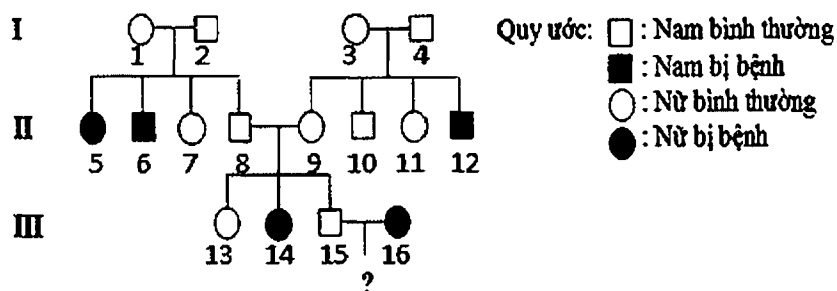 I
1 2 3 4
II
5 6 7 8 9 10 11 12
III
13 14 15 16
?
Quy ước: : Nam bình thường
: Nam bị bệnh
: Nữ bình thường
: Nữ bị bệnh